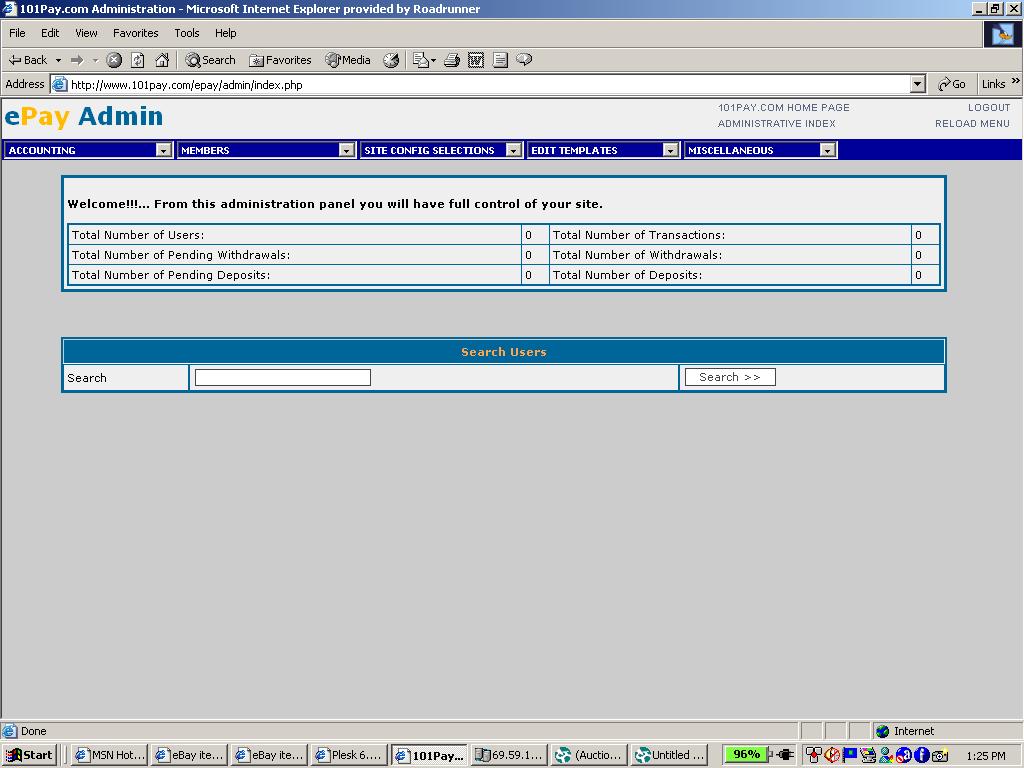 101Pay.com Administration - Microsoft Internet Explorer provided by Roadrunner
File Edit View Favorites Tools Help
Back Search Favorites Media
Address http://www.101pay.com/epay/admin/index.php Go Links »
ePay Admin
101PAY.COM HOME PAGE LOGOUT
ADMINISTRATIVE INDEX RELOAD MENU
ACCOUNTING MEMBERS SITE CONFIG SELECTIONS EDIT TEMPLATES MISCELLANEOUS
Welcome!!!... From this administration panel you will have full control of your site.
Total Number of Users: 0 Total Number of Transactions: 0
Total Number of Pending Withdrawals: 0 Total Number of Withdrawals: 0
Total Number of Pending Deposits: 0 Total Number of Deposits: 0
Search Users
Search Search >>
Done Internet
Start MSN Hot... eBay ite... eBay ite... Plesk 6.... 101Pay... 69.59.1... (Auctio... Untitled ... 96% 1:25 PM